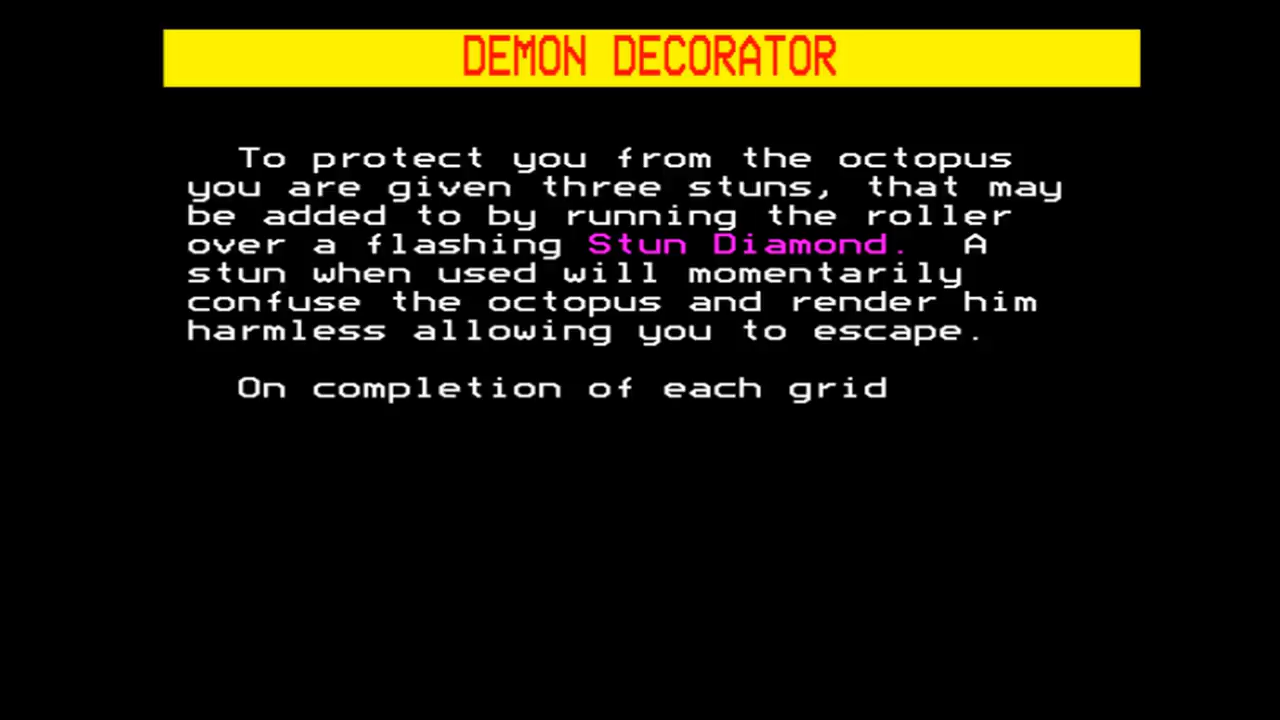 DEMON DECORATOR
To protect you from the octopus
you are given three stuns, that may
be added to by running the roller
over a flashing Stun Diamond. A
stun when used will momentarily
confuse the octopus and render him
harmless allowing you to escape.
On completion of each grid